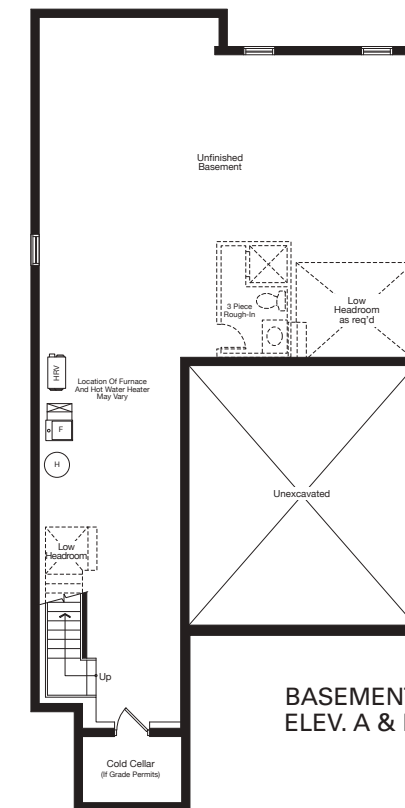 Unfinished
Basement
3 Piece
Rough-In
Low
Headroom
as req'd
HRV
Location Of Furnace
And Hot Water Heater
May Vary
F
H
Unexcavated
Low
Headroom
Up
BASEMENT
ELEV. A &
Cold Cellar
(If Grade Permits)